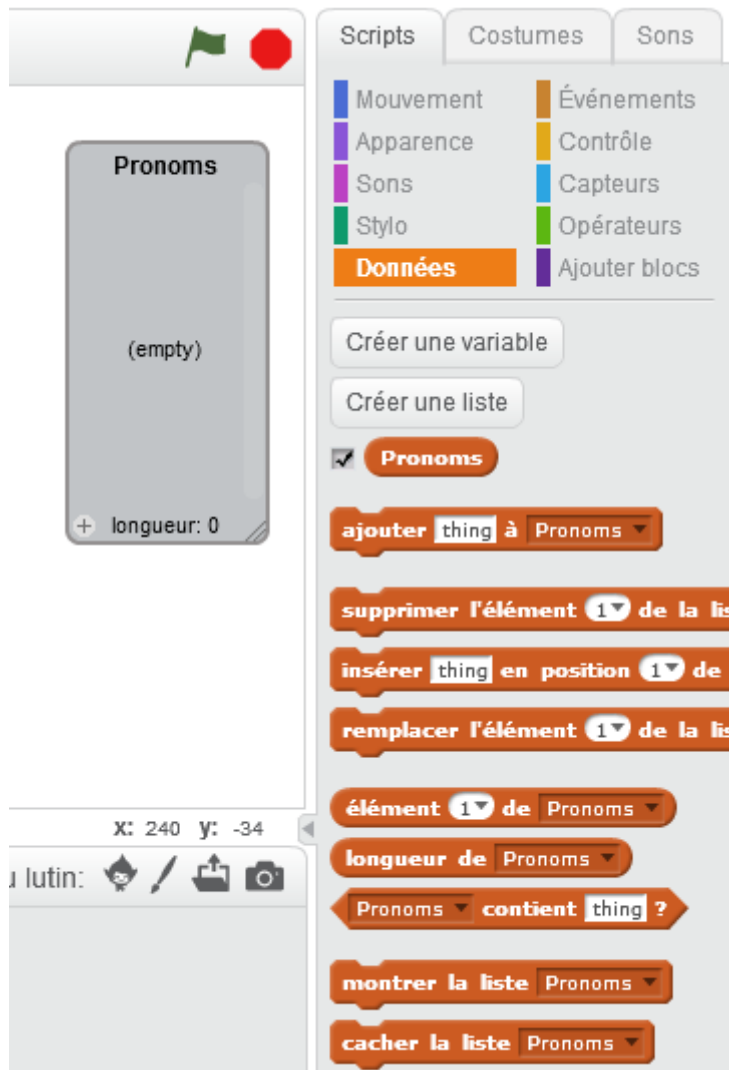 Scripts Costumes Sons
Mouvement Événements
Apparence Contrôle
Sons Capteurs
Stylo Opérateurs
Données Ajouter blocs
Créer une variable
Créer une liste
Pronoms
ajouter thing à Pronoms
supprimer l'élément 1 de la lis
insérer thing en position 1 de
remplacer l'élément 1 de la lis
élément 1 de Pronoms
longueur de Pronoms
Pronoms contient thing ?
montrer la liste Pronoms
cacher la liste Pronoms
Pronoms
(empty)
+ longueur: 0
x: 240 y: -34
u lutin: